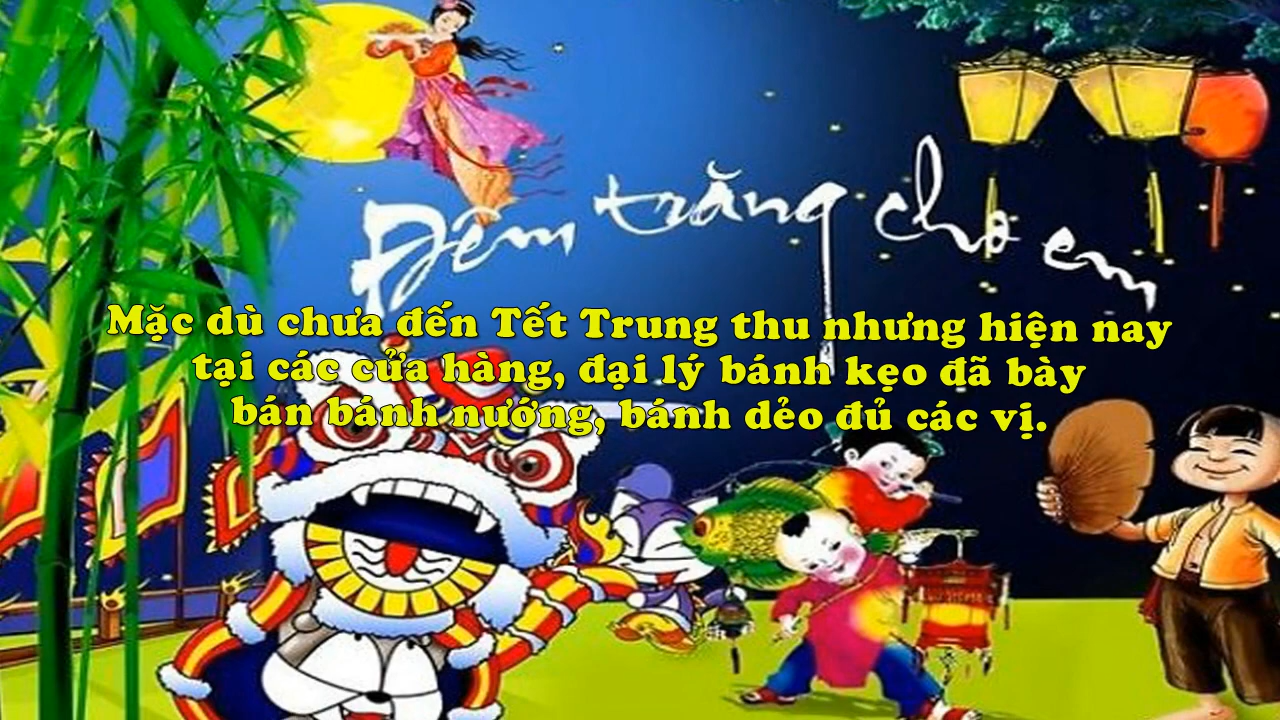 Đêm trăng cho em
Mặc dù chưa đến Tết Trung thu nhưng hiện nay
tại các cửa hàng, đại lý bánh kẹo đã bày
bán bánh nướng, bánh dẻo đủ các vị.